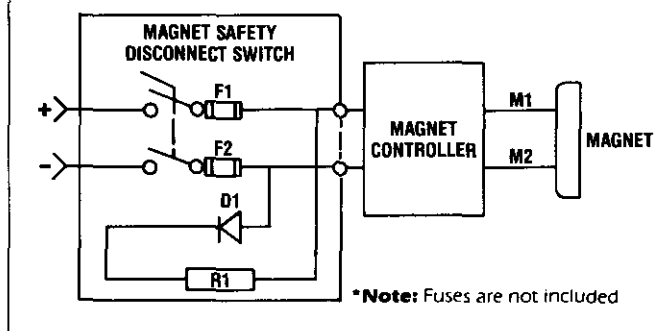 MAGNET SAFETY
DISCONNECT SWITCH
F1
+
M1
MAGNET
CONTROLLER
MAGNET
F2
-
M2
D1
R1
*Note: Fuses are not included